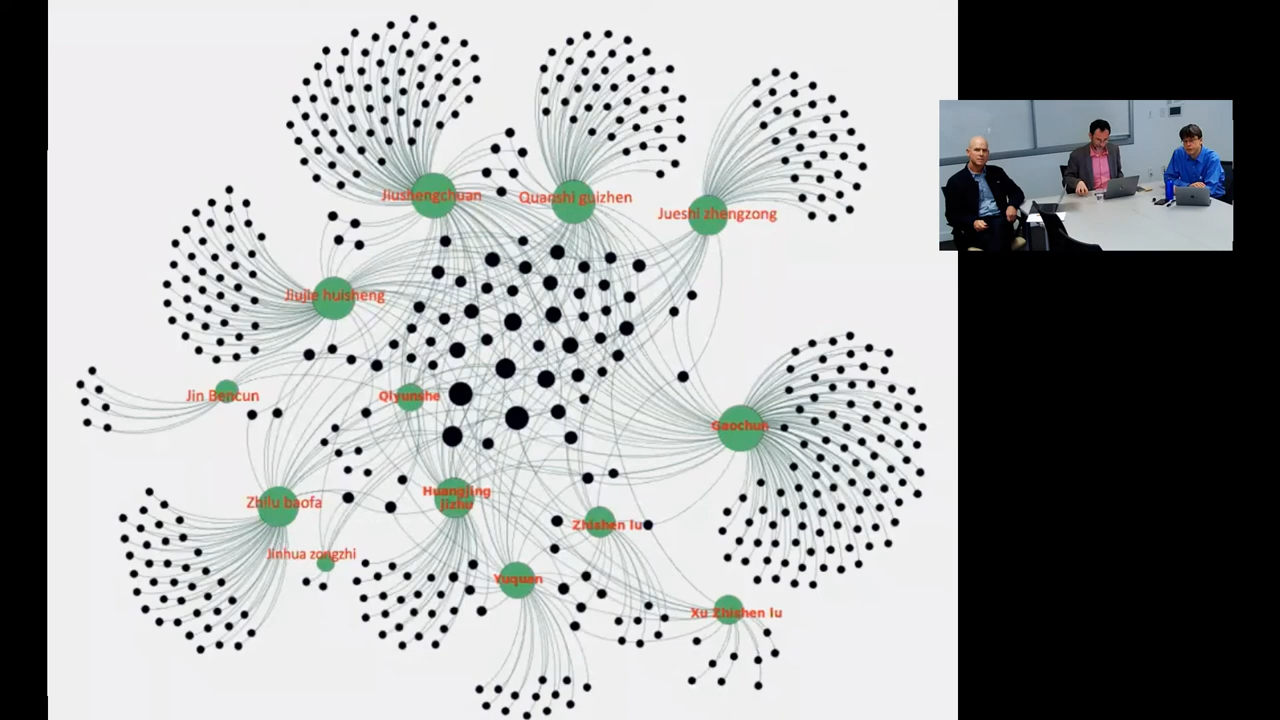 Jiushengchuan
Quanshi guizhen
Jueshi zhengzong
Jiujie huisheng
Jin Bencun
Qiyunshe
Gaochun
Zhilu baofa
Huangjing
jizhu
Zhishen lu
Jinhua zongzhi
Yuquan
Xu Zhishen lu